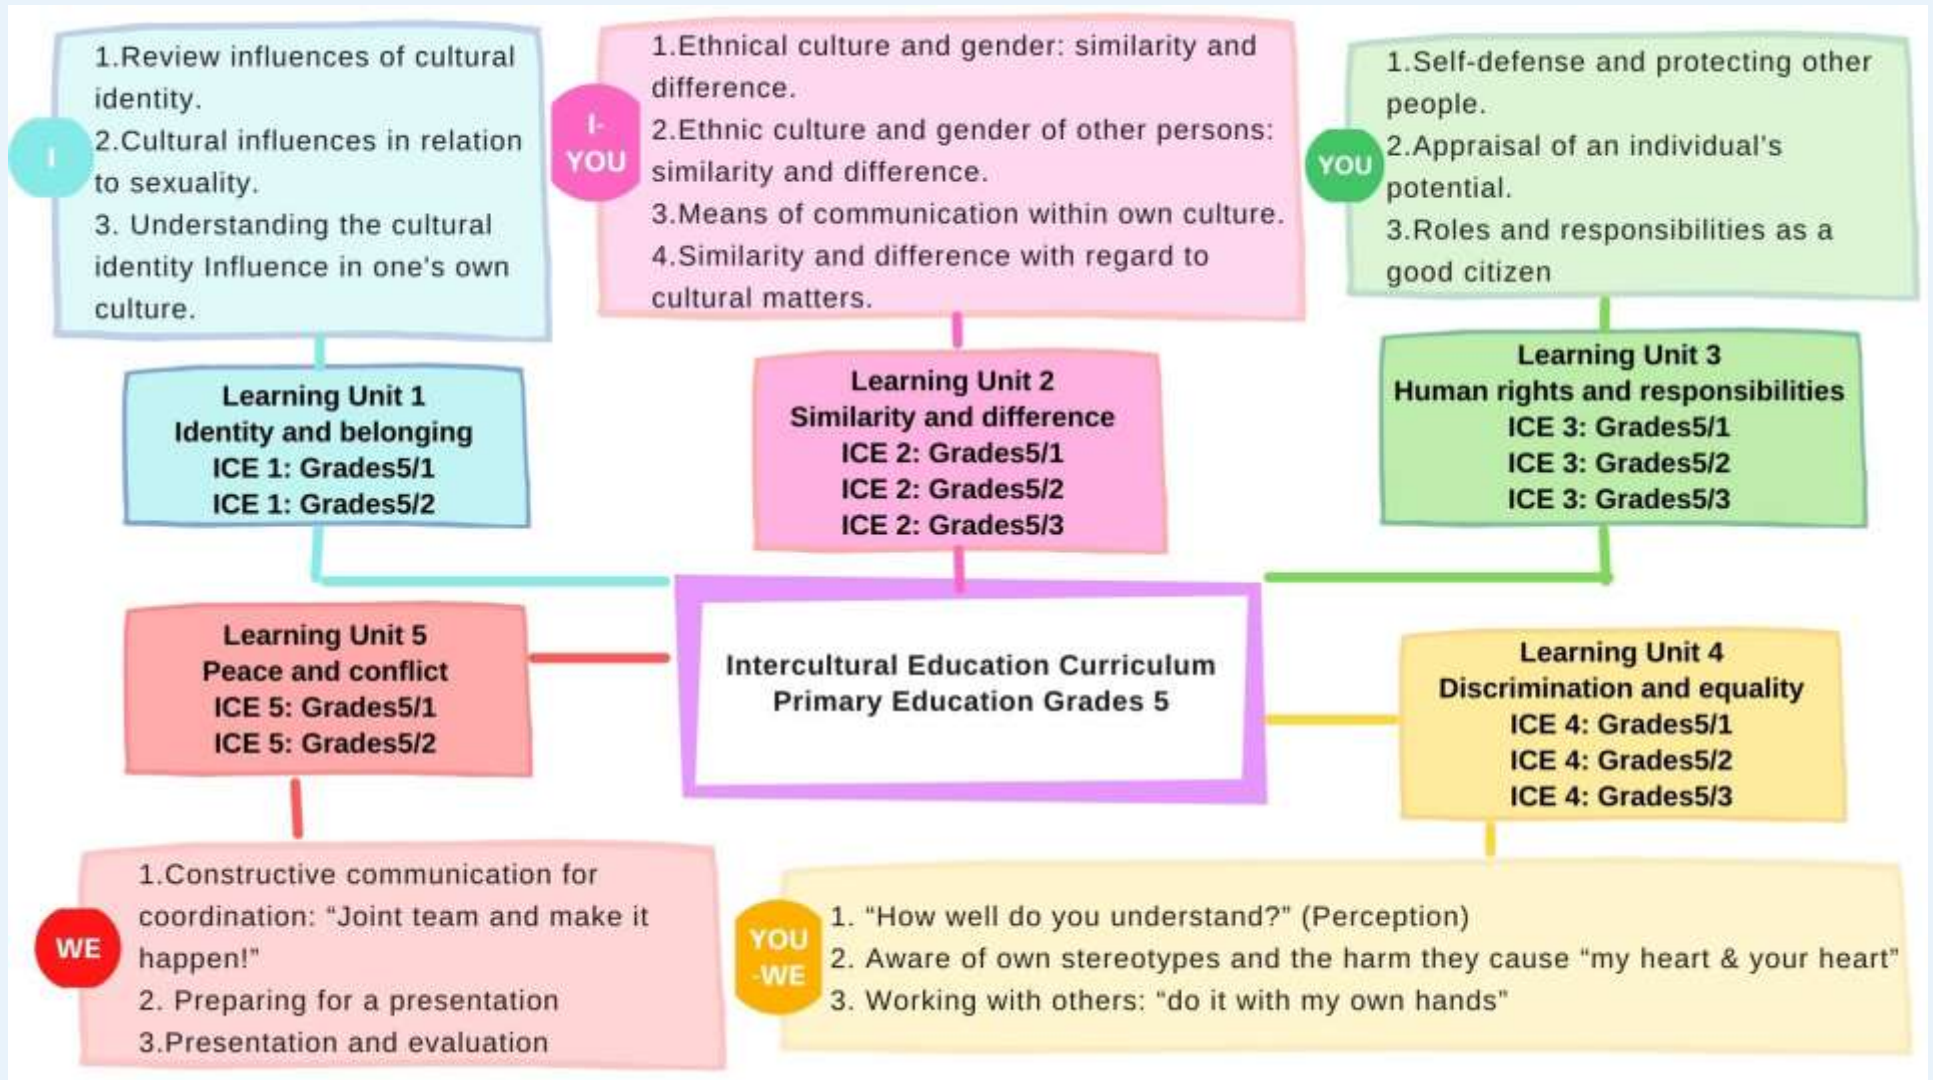 1.Review influences of cultural
identity.
2.Cultural influences in relation
to sexuality.
3. Understanding the cultural
identity Influence in one's own
culture.
I
1.Ethnical culture and gender: similarity and
difference.
2.Ethnic culture and gender of other persons:
similarity and difference.
3.Means of communication within own culture.
4.Similarity and difference with regard to
cultural matters.
I-
YOU
1.Self-defense and protecting other
people.
2.Appraisal of an individual's
potential.
3.Roles and responsibilities as a
good citizen
YOU
Learning Unit 1
Identity and belonging
ICE 1: Grades5/1
ICE 1: Grades5/2
Learning Unit 2
Similarity and difference
ICE 2: Grades5/1
ICE 2: Grades5/2
ICE 2: Grades5/3
Learning Unit 3
Human rights and responsibilities
ICE 3: Grades5/1
ICE 3: Grades5/2
ICE 3: Grades5/3
Learning Unit 5
Peace and conflict
ICE 5: Grades5/1
ICE 5: Grades5/2
Intercultural Education Curriculum
Primary Education Grades 5
Learning Unit 4
Discrimination and equality
ICE 4: Grades5/1
ICE 4: Grades5/2
ICE 4: Grades5/3
WE
1.Constructive communication for
coordination: “Joint team and make it
happen!”
2. Preparing for a presentation
3.Presentation and evaluation
YOU
-WE
1. “How well do you understand?” (Perception)
2. Aware of own stereotypes and the harm they cause “my heart & your heart”
3. Working with others: “do it with my own hands”